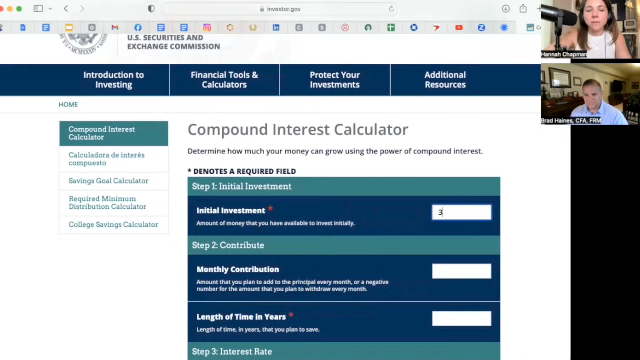 investor.gov
U.S. SECURITIES AND
EXCHANGE COMMISSION
Introduction to
Investing
Financial Tools &
Calculators
Protect Your
Investments
Additional
Resources
HOME
Compound Interest
Calculator
Calculadora de interés
compuesto
Savings Goal Calculator
Required Minimum
Distribution Calculator
College Savings Calculator
Compound Interest Calculator
Determine how much your money can grow using the power of compound interest.
* DENOTES A REQUIRED FIELD
Step 1: Initial Investment
Initial Investment *
3
Amount of money that you have available to invest initially.
Step 2: Contribute
Monthly Contribution
Amount that you plan to add to the principal every month, or a negative
number for the amount that you plan to withdraw every month.
Length of Time in Years *
Length of time, in years, that you plan to save.
Step 3: Interest Rate
Hannah Chapman
Brad Haines, CFA, FRM